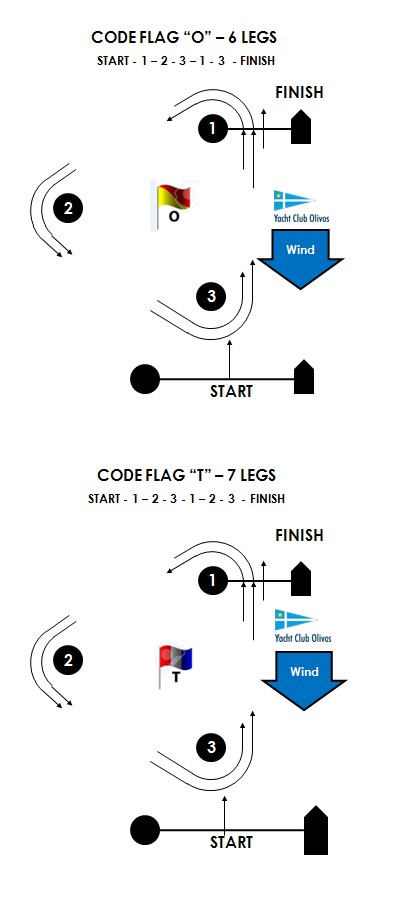 CODE FLAG “O” – 6 LEGS
START - 1 – 2 - 3 – 1 - 3 - FINISH
FINISH
1
2
O
Yacht Club Olivos
Wind
3
START
CODE FLAG “T” – 7 LEGS
START - 1 – 2 - 3 - 1 – 2 - 3 - FINISH
FINISH
1
Yacht Club Olivos
2
T
Wind
3
START